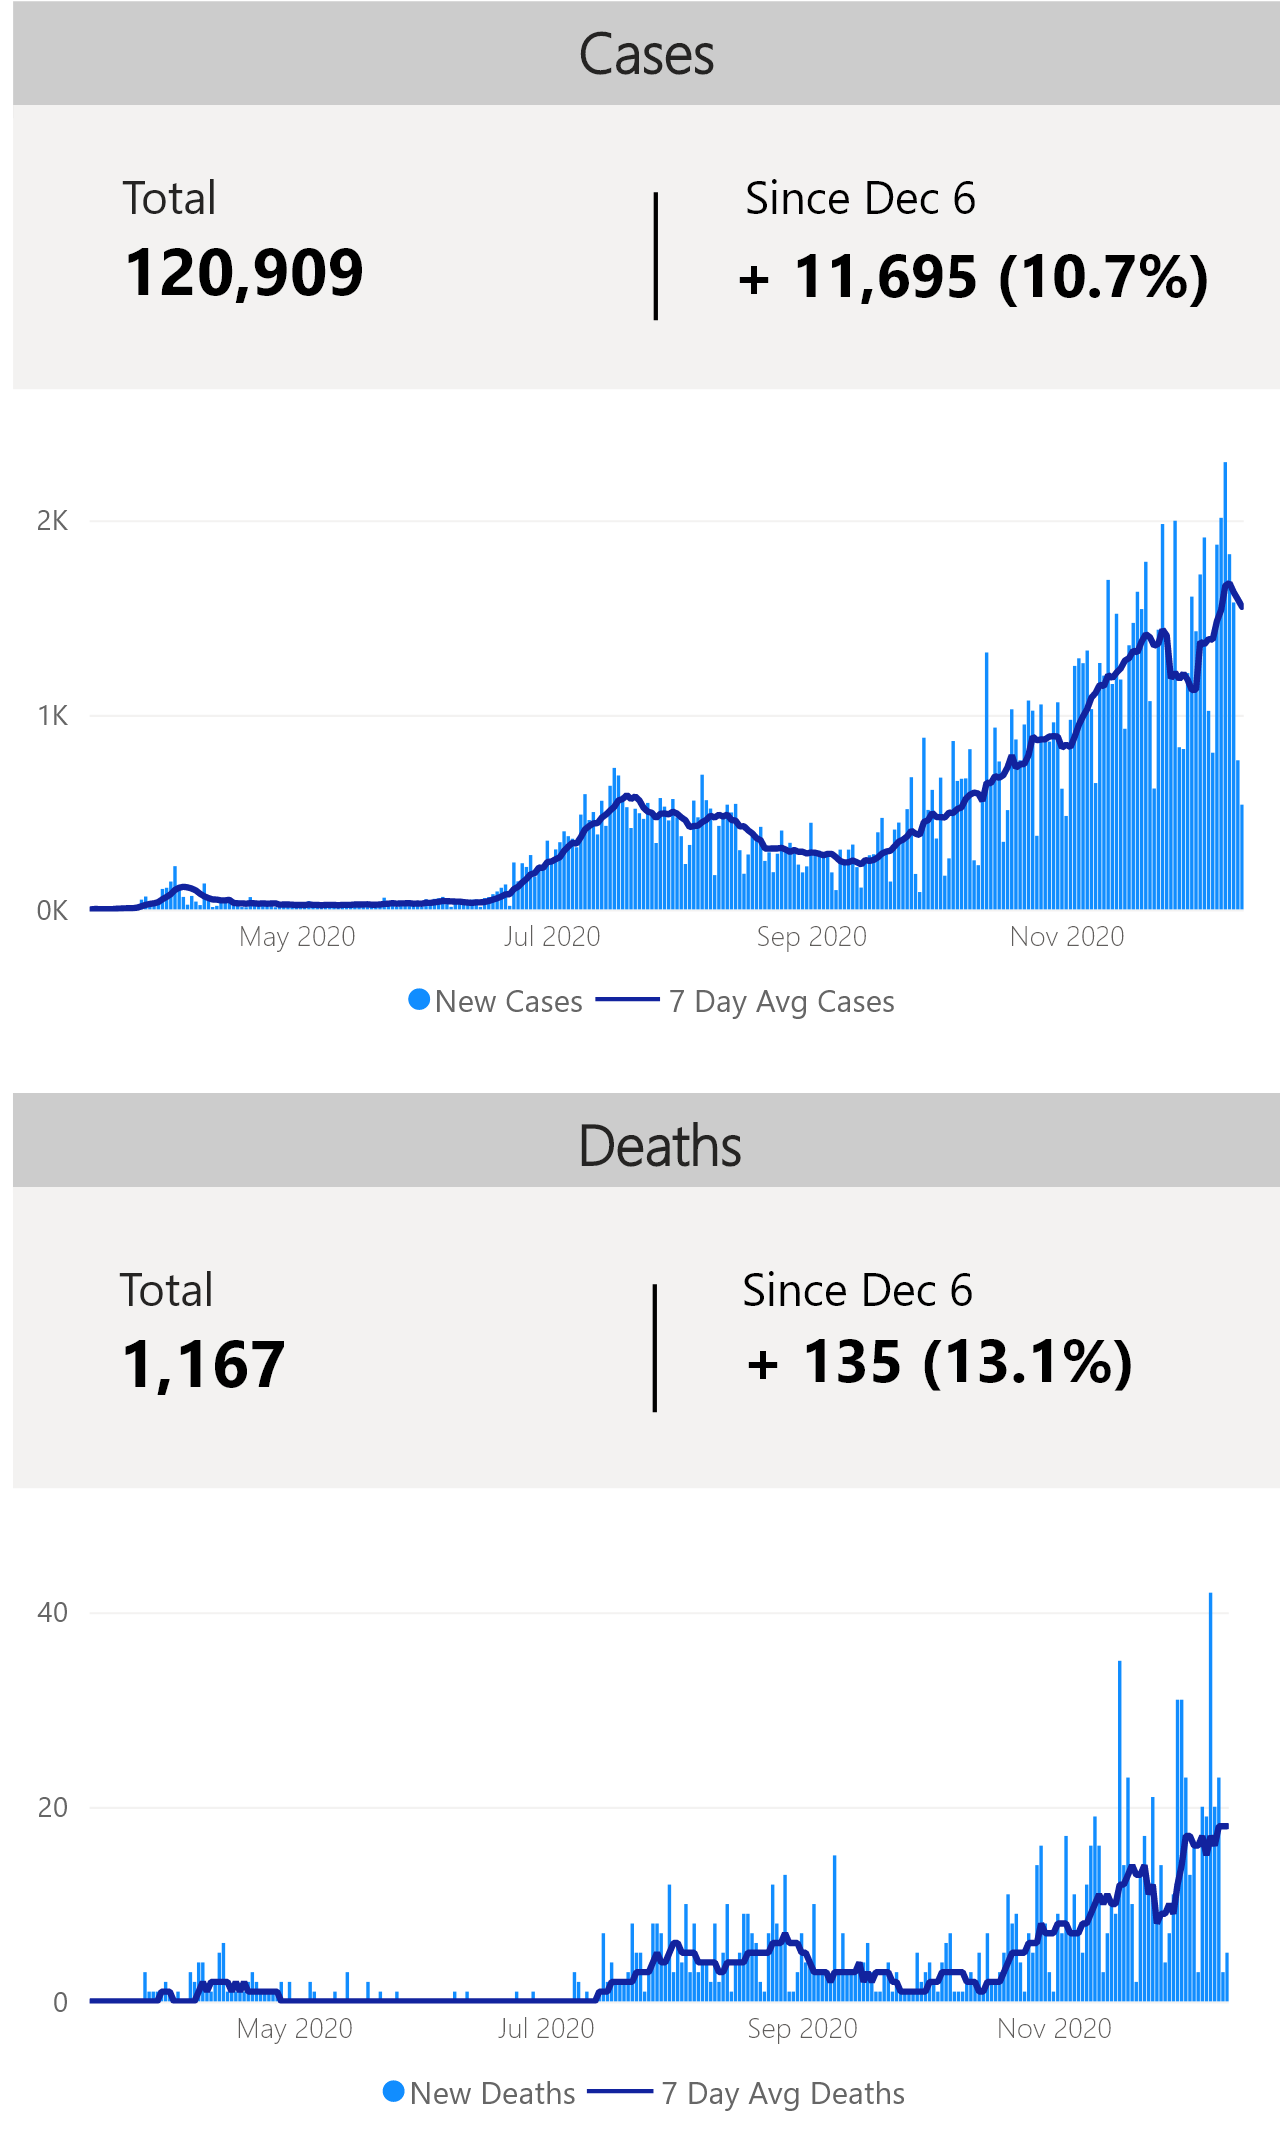 Cases
Total
Since Dec 6
120,909
+ 11,695 (10.7%)
2K
1K
0K
May 2020
Jul 2020
Sep 2020
Nov 2020
New Cases
7 Day Avg Cases
Deaths
Total
Since Dec 6
1,167
+ 135 (13.1%)
40
20
0
May 2020
Jul 2020
Sep 2020
Nov 2020
New Deaths
7 Day Avg Deaths